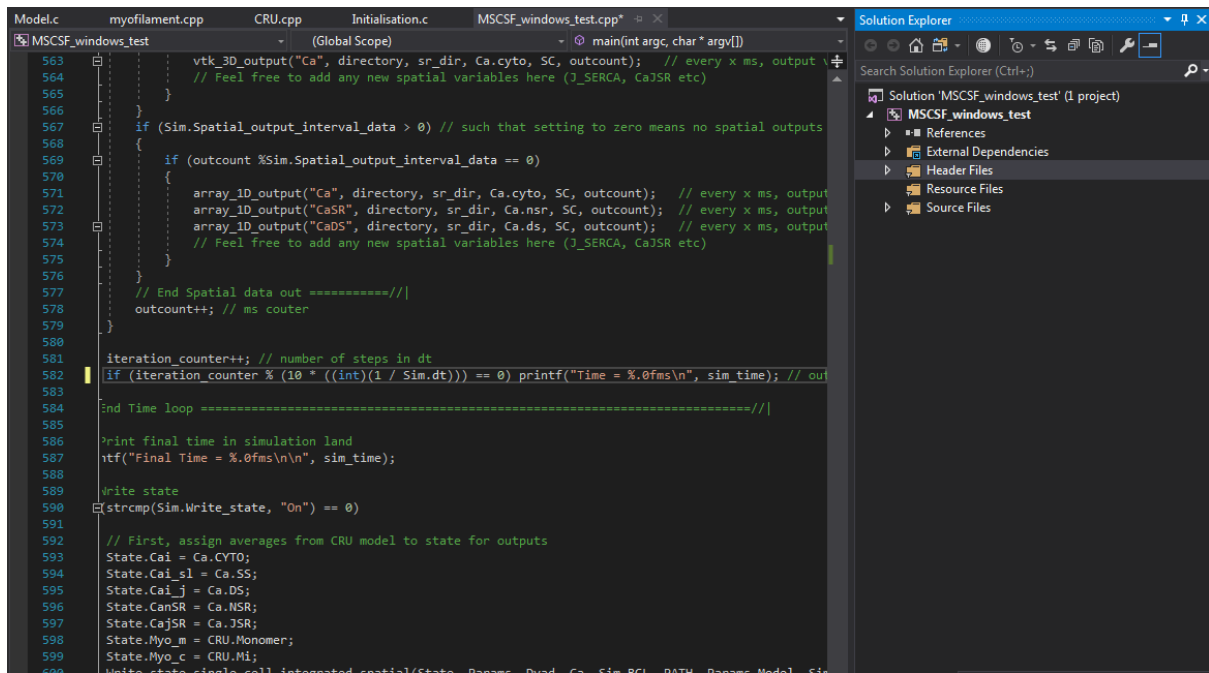 Model.c myofilament.cpp CRU.cpp Initialisation.c MSCSF_windows_test.cpp*
MSCSF_windows_test (Global Scope) main(int argc, char * argv[])
563 vtk_3D_output("Ca", directory, sr_dir, Ca.cyto, outcount); // every x ms, output
564 // Feel free to add any new spatial variables here (J_SERCA, CaJSR etc)
565 }
566 }
567 if (Sim.Spatial_output_interval_data > 0) // such that setting to zero means no spatial outputs
568 {
569 if (outcount %Sim.Spatial_output_interval_data == 0)
570 {
571 array_1D_output("Ca", directory, sr_dir, Ca.cyto, SC, outcount); // every x ms, output
572 array_1D_output("CaSR", directory, sr_dir, Ca.nsr, SC, outcount); // every x ms, output
573 array_1D_output("CaDS", directory, sr_dir, Ca.ds, SC, outcount); // every x ms, output
574 // Feel free to add any new spatial variables here (J_SERCA, CaJSR etc)
575 }
576 }
577 // End Spatial data out ===========//|
578 outcount++; // ms couter
579 }
580
581 iteration_counter++; // number of steps in dt
582 if (iteration_counter % (10 * ((int)(1 / Sim.dt))) == 0) printf("Time = %.0fms\n", sim_time); // out
583
584 End Time loop ============================================================================//|
585
586 Print final time in simulation land
587 ntf("Final Time = %.0fms\n\n", sim_time);
588
589 Write state
590 (strcmp(Sim.Write_state, "On") == 0)
591
592 // First, assign averages from CRU model to state for outputs
593 State.Cai = Ca.CYTO;
594 State.Cai_sl = Ca.SS;
595 State.Cai_j = Ca.DS;
596 State.CanSR = Ca.NSR;
597 State.CajSR = Ca.JSR;
598 State.Myo_m = CRU.Monomer;
599 State.Myo_c = CRU.Mi;
Solution Explorer
Search Solution Explorer (Ctrl+;)
Solution 'MSCSF_windows_test' (1 project)
MSCSF_windows_test
References
External Dependencies
Header Files
Resource Files
Source Files